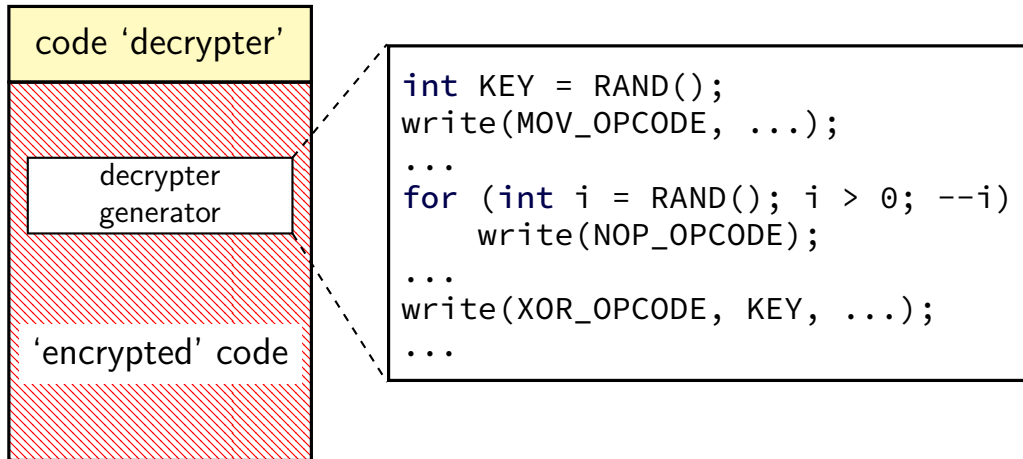 code ‘decrypter’
decrypter
generator
‘encrypted’ code
int KEY = RAND();
write(MOV_OPCODE, ...);
...
for (int i = RAND(); i > 0; --i)
    write(NOP_OPCODE);
...
write(XOR_OPCODE, KEY, ...);
...